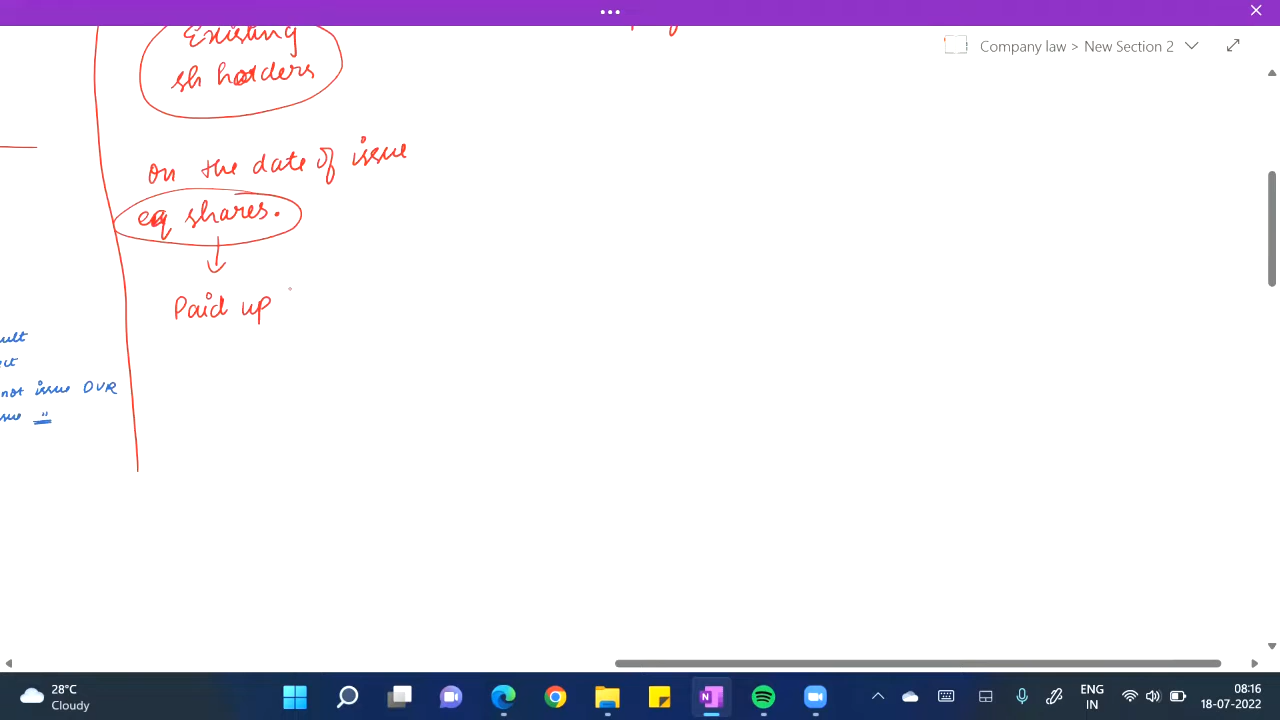 Company law > New Section 2
Existing
sh holders
on the date of issue
eq shares.
Paid up
not issue DVR
28°C
Cloudy
ENG
IN
08:16
18-07-2022